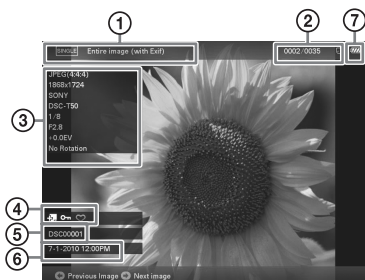 ① ② ⑦
SINGLE Entire image (with Exif) 0002/0035
③
JPEG(4:4:4)
1868x1724
SONY
DSC-T50
1/8
F2.8
+0.0EV
No Rotation
④
⑤ DSC00001
⑥ 7-1-2010 12:00PM
Previous Image Next image